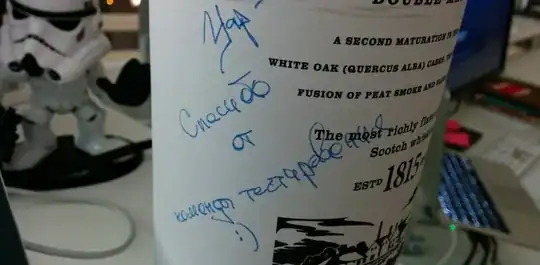 DOUBLE
A SECOND MATURATION IN
WHITE OAK (QUERCUS ALBA) CASKS
FUSION OF PEAT SMOKE AND
The most richly
Scotch
ESTD 1815
Спасибо
от
команды тестирования
:)